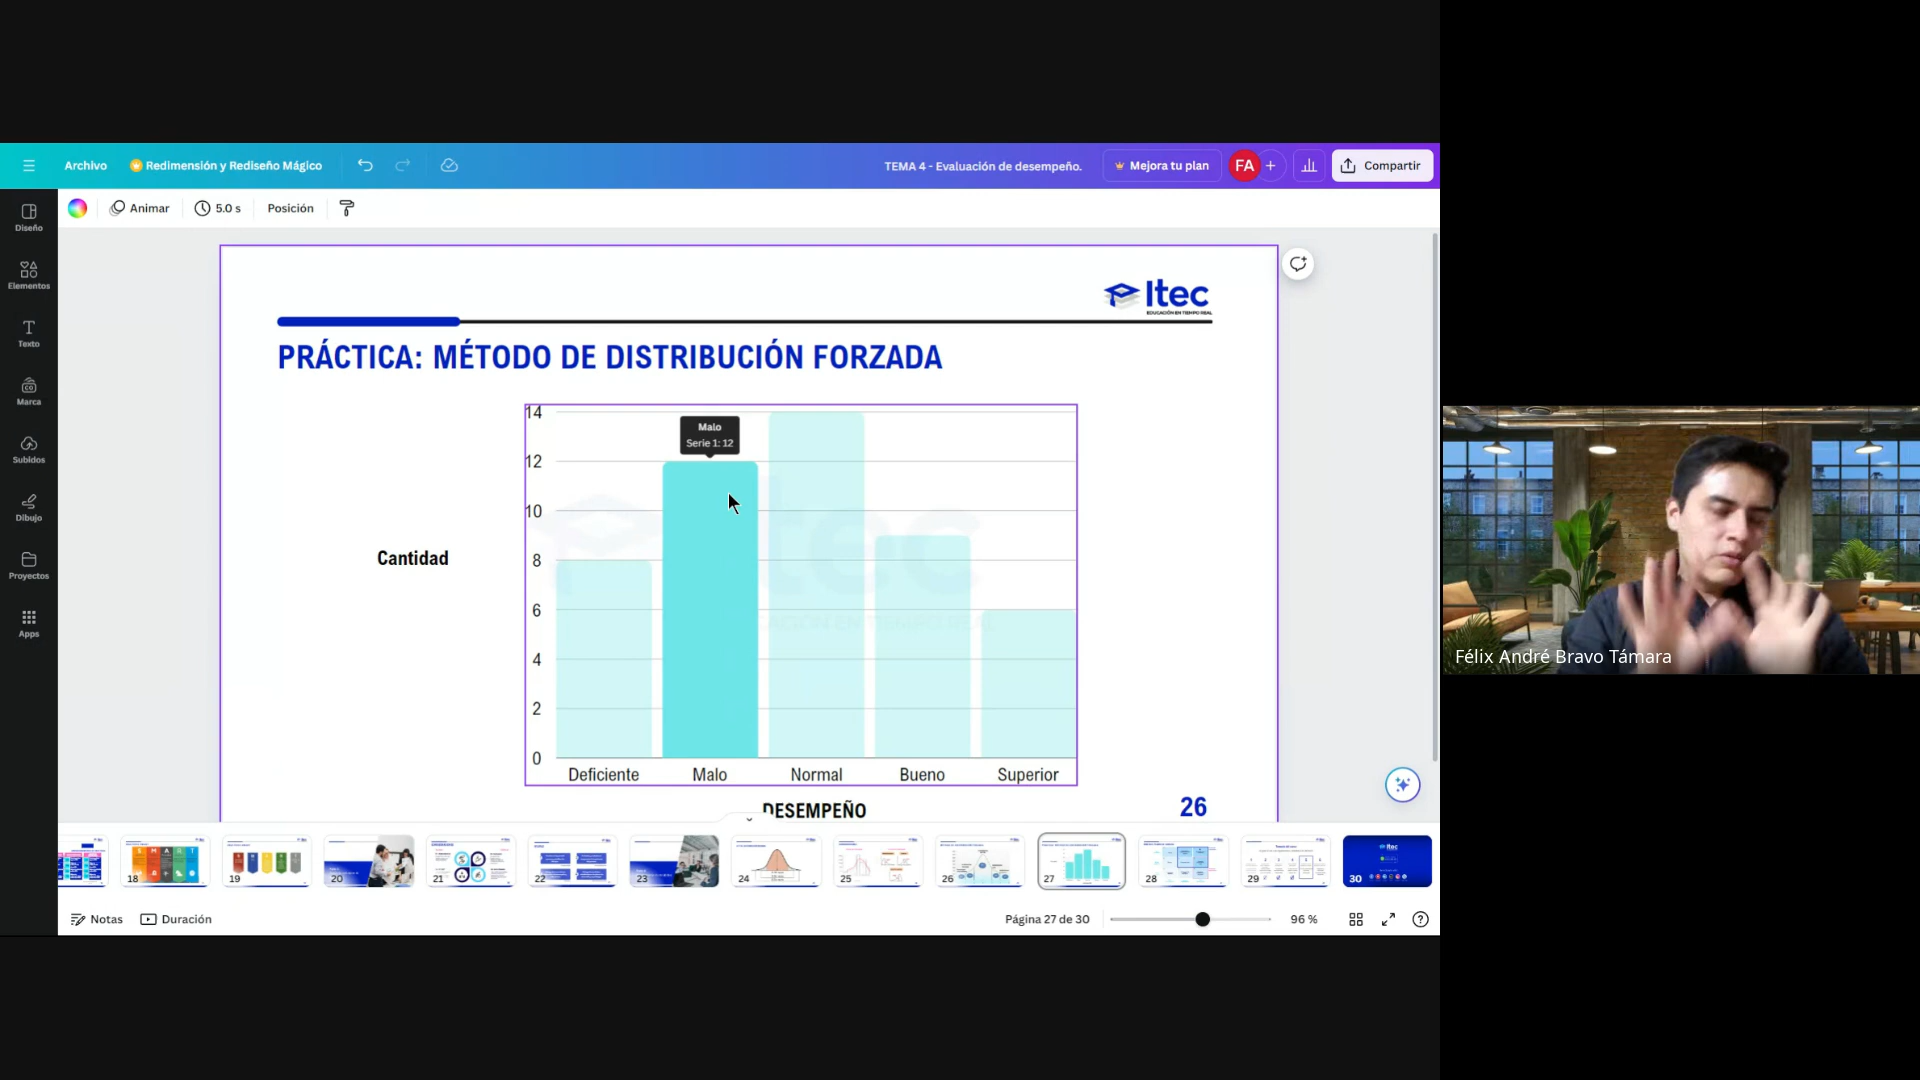 Archivo
Redimensión y Rediseño Mágico
TEMA 4 - Evaluación de desempeño.
Mejora tu plan
FA
+
Compartir
Animar
5.0 s
Posición
Diseño
Elementos
Texto
Marca
Subidos
Dibujo
Proyectos
Apps
Itec
EDUCACIÓN EN TIEMPO REAL
PRÁCTICA: MÉTODO DE DISTRIBUCIÓN FORZADA
Cantidad
14
12
10
8
6
4
2
0
Malo
Serie 1: 12
Deficiente
Malo
Normal
Bueno
Superior
DESEMPEÑO
26
Félix André Bravo Támara
18
19
20
21
22
23
24
25
26
27
28
29
30
Notas
Duración
Página 27 de 30
96 %